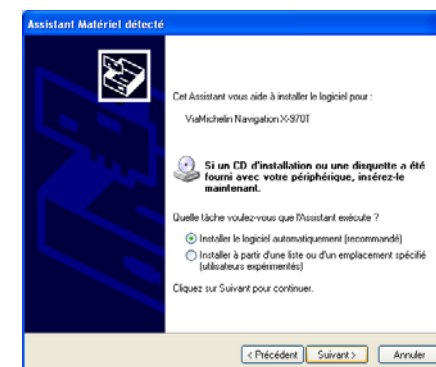 Assistant Matériel détecté
Cet Assistant vous aide à installer le logiciel pour :
ViaMichelin Navigation X-970T
Si un CD d'installation ou une disquette a été
fourni avec votre périphérique, insérez-le
maintenant.
Quelle tâche voulez-vous que l'Assistant exécute ?
Installer le logiciel automatiquement (recommandé)
Installer à partir d'une liste ou d'un emplacement spécifié
(utilisateurs expérimentés)
Cliquez sur Suivant pour continuer.
< Précédent Suivant > Annuler